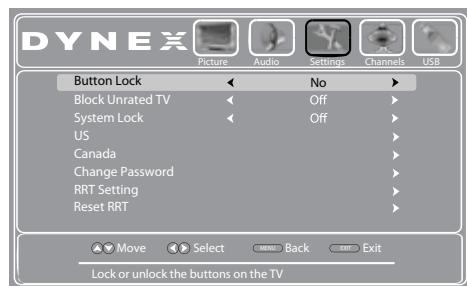 DYNEX
Picture Audio Settings Channels USB
Button Lock No
Block Unrated TV Off
System Lock Off
US
Canada
Change Password
RRT Setting
Reset RRT
Move Select MENU Back EXIT Exit
Lock or unlock the buttons on the TV